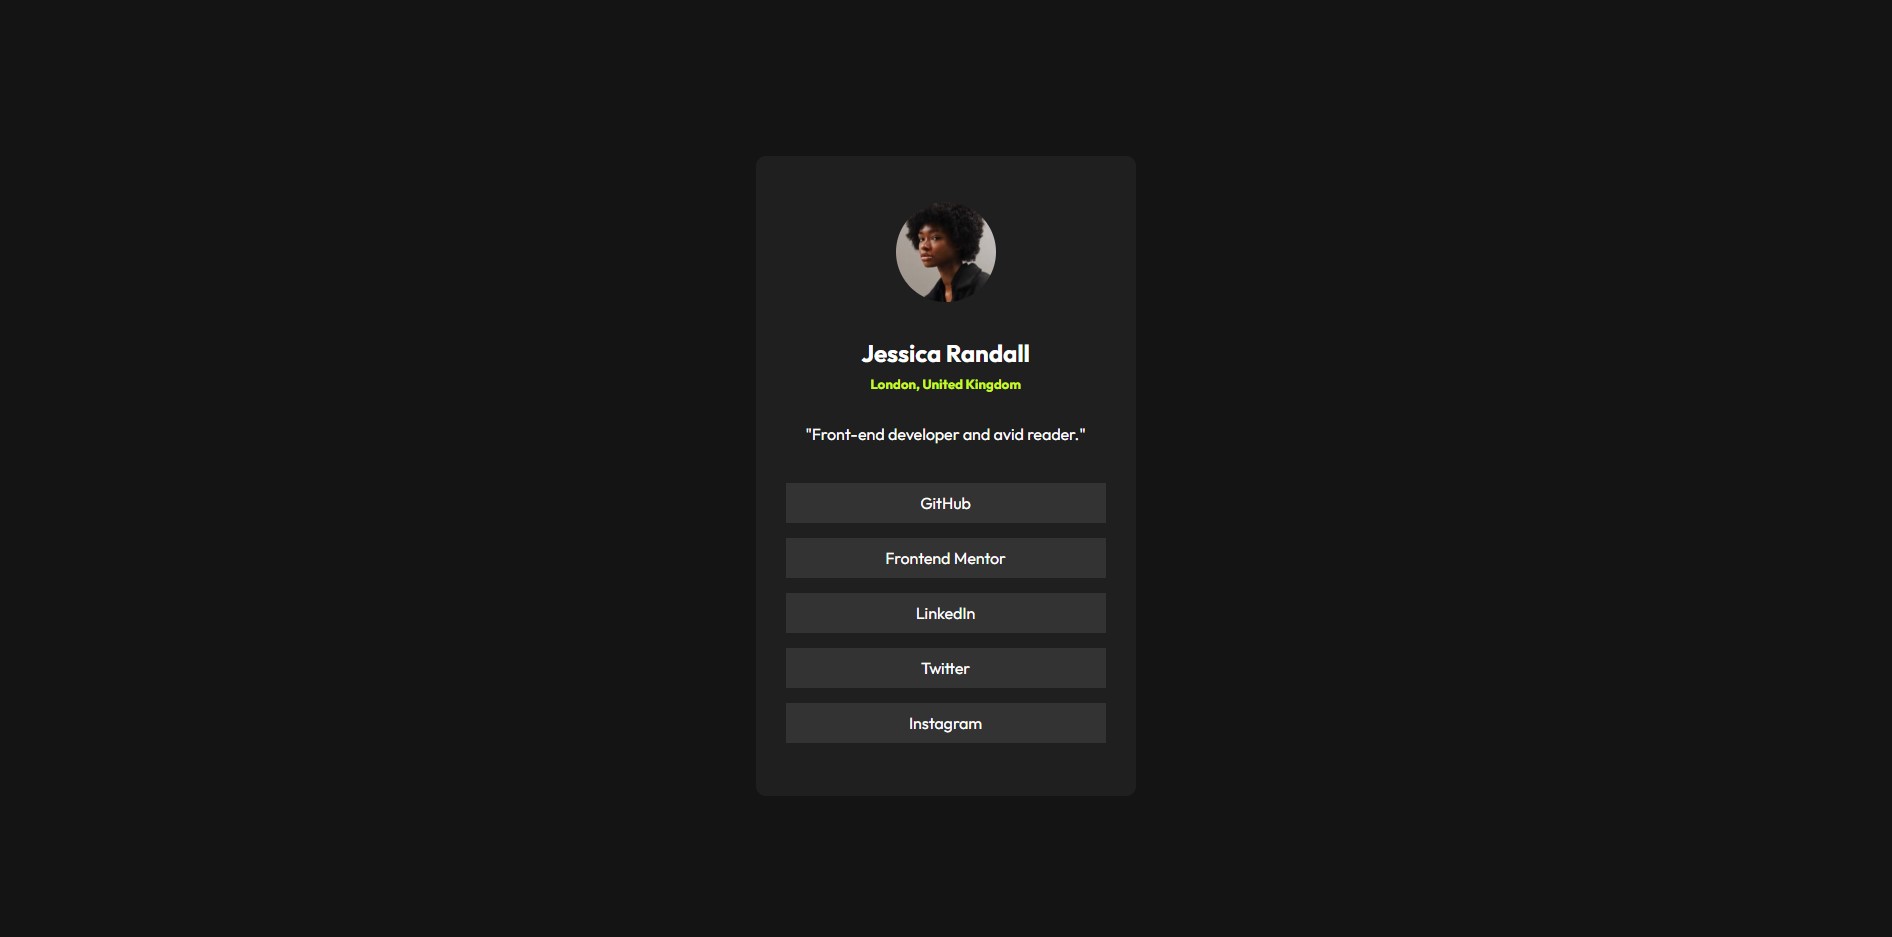 Jessica Randall
London, United Kingdom
"Front-end developer and avid reader."
GitHub
Frontend Mentor
LinkedIn
Twitter
Instagram